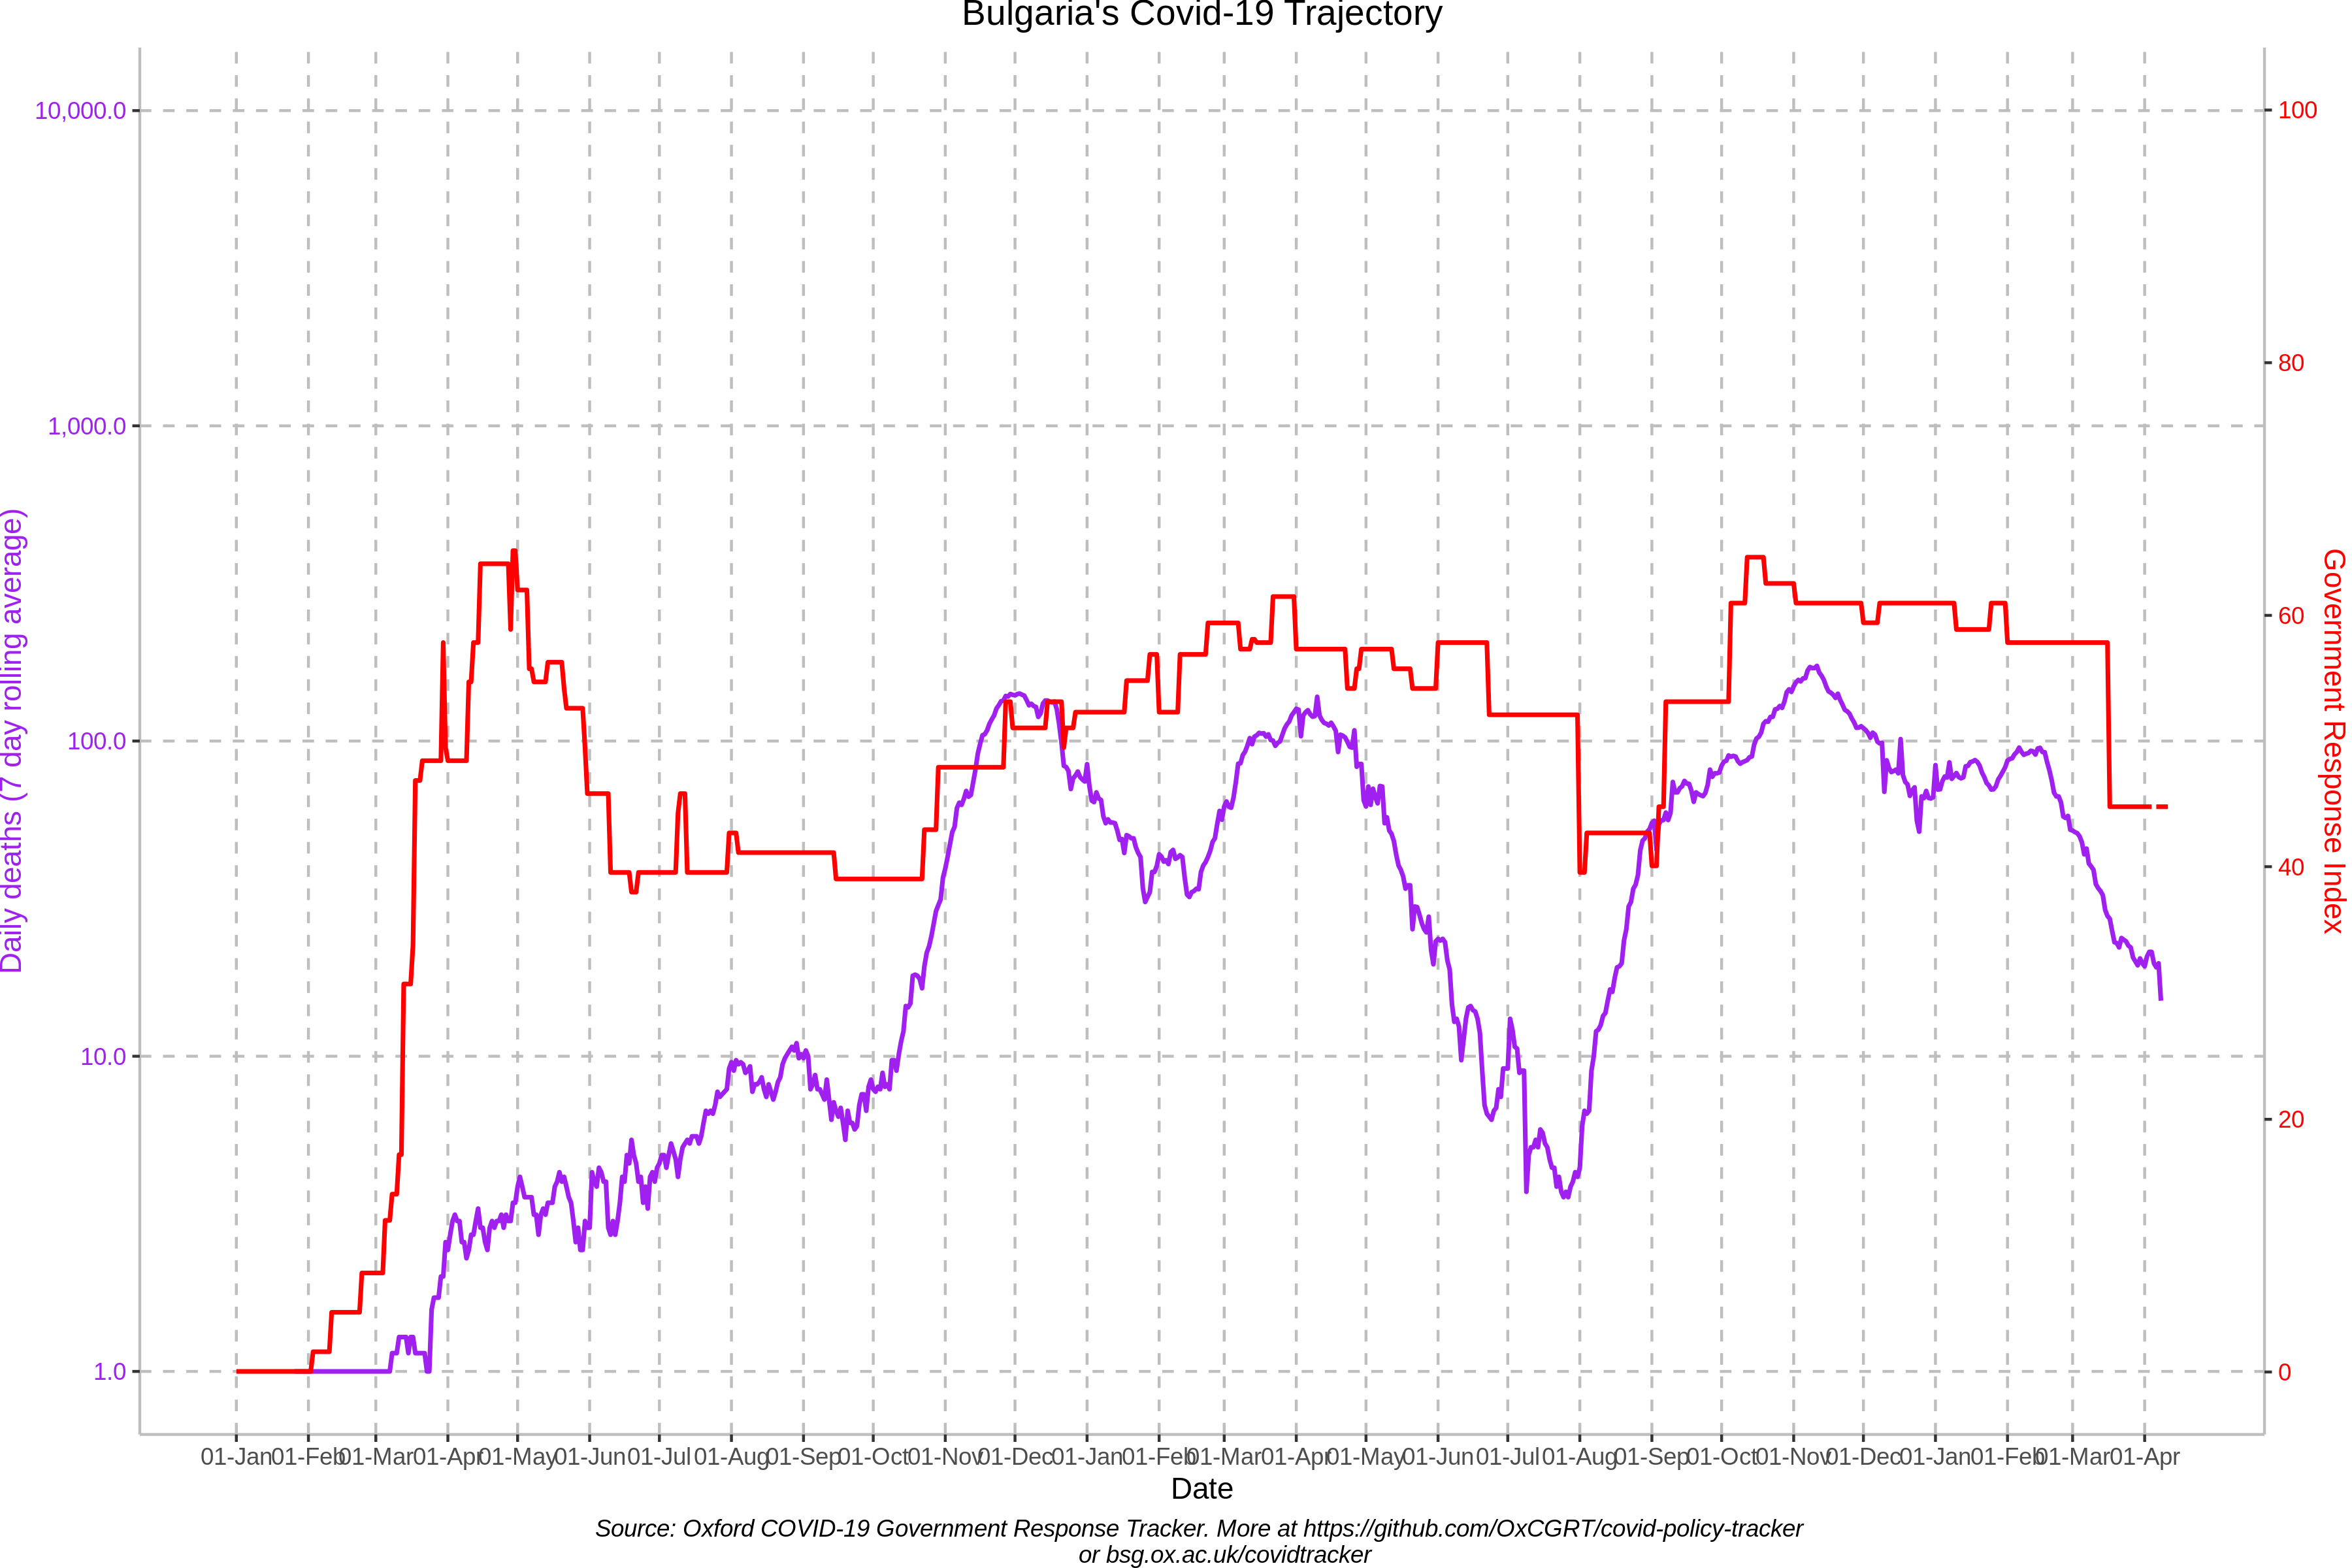 Bulgaria's Covid-19 Trajectory
10,000.0
1,000.0
100.0
10.0
1.0
Daily deaths (7 day rolling average)
100
80
60
40
20
0
Government Response Index
01-Jan 01-Feb 01-Mar 01-Apr 01-May 01-Jun 01-Jul 01-Aug 01-Sep 01-Oct 01-Nov 01-Dec 01-Jan 01-Feb 01-Mar 01-Apr 01-May 01-Jun 01-Jul 01-Aug 01-Sep 01-Oct 01-Nov 01-Dec 01-Jan 01-Feb 01-Mar 01-Apr
Date
Source: Oxford COVID-19 Government Response Tracker. More at https://github.com/OxCGRT/covid-policy-tracker
or bsg.ox.ac.uk/covidtracker